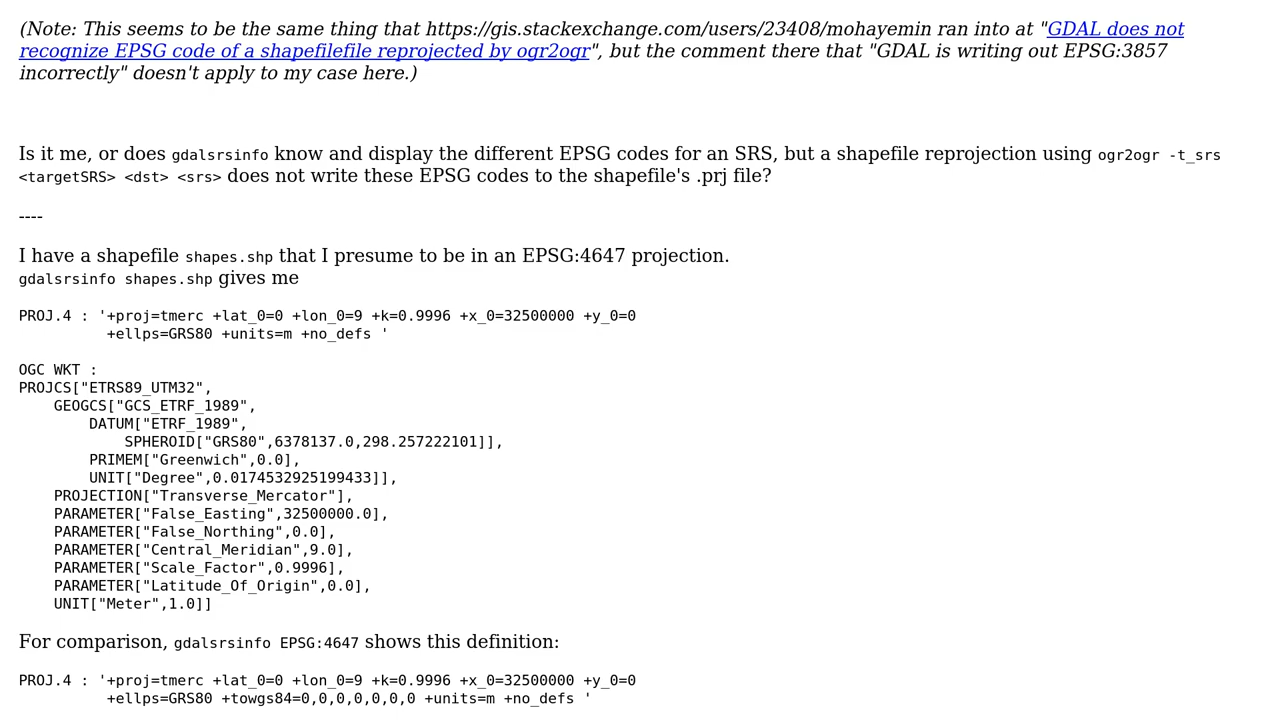 (Note: This seems to be the same thing that https://gis.stackexchange.com/users/23408/mohayemin ran into at "GDAL does not
recognize EPSG code of a shapefilefile reprojected by ogr2ogr", but the comment there that "GDAL is writing out EPSG:3857
incorrectly" doesn't apply to my case here.)
Is it me, or does gdalsrsinfo know and display the different EPSG codes for an SRS, but a shapefile reprojection using ogr2ogr -t_srs
<targetSRS> <dst> <srs> does not write these EPSG codes to the shapefile's .prj file?
----
I have a shapefile shapes.shp that I presume to be in an EPSG:4647 projection.
gdalsrsinfo shapes.shp gives me
PROJ.4 : '+proj=tmerc +lat_0=0 +lon_0=9 +k=0.9996 +x_0=32500000 +y_0=0
          +ellps=GRS80 +units=m +no_defs '
OGC WKT :
PROJCS["ETRS89_UTM32",
    GEOGCS["GCS_ETRF_1989",
        DATUM["ETRF_1989",
            SPHEROID["GRS80",6378137.0,298.257222101]],
        PRIMEM["Greenwich",0.0],
        UNIT["Degree",0.0174532925199433]],
    PROJECTION["Transverse_Mercator"],
    PARAMETER["False_Easting",32500000.0],
    PARAMETER["False_Northing",0.0],
    PARAMETER["Central_Meridian",9.0],
    PARAMETER["Scale_Factor",0.9996],
    PARAMETER["Latitude_Of_Origin",0.0],
    UNIT["Meter",1.0]]
For comparison, gdalsrsinfo EPSG:4647 shows this definition:
PROJ.4 : '+proj=tmerc +lat_0=0 +lon_0=9 +k=0.9996 +x_0=32500000 +y_0=0
          +ellps=GRS80 +towgs84=0,0,0,0,0,0,0 +units=m +no_defs '